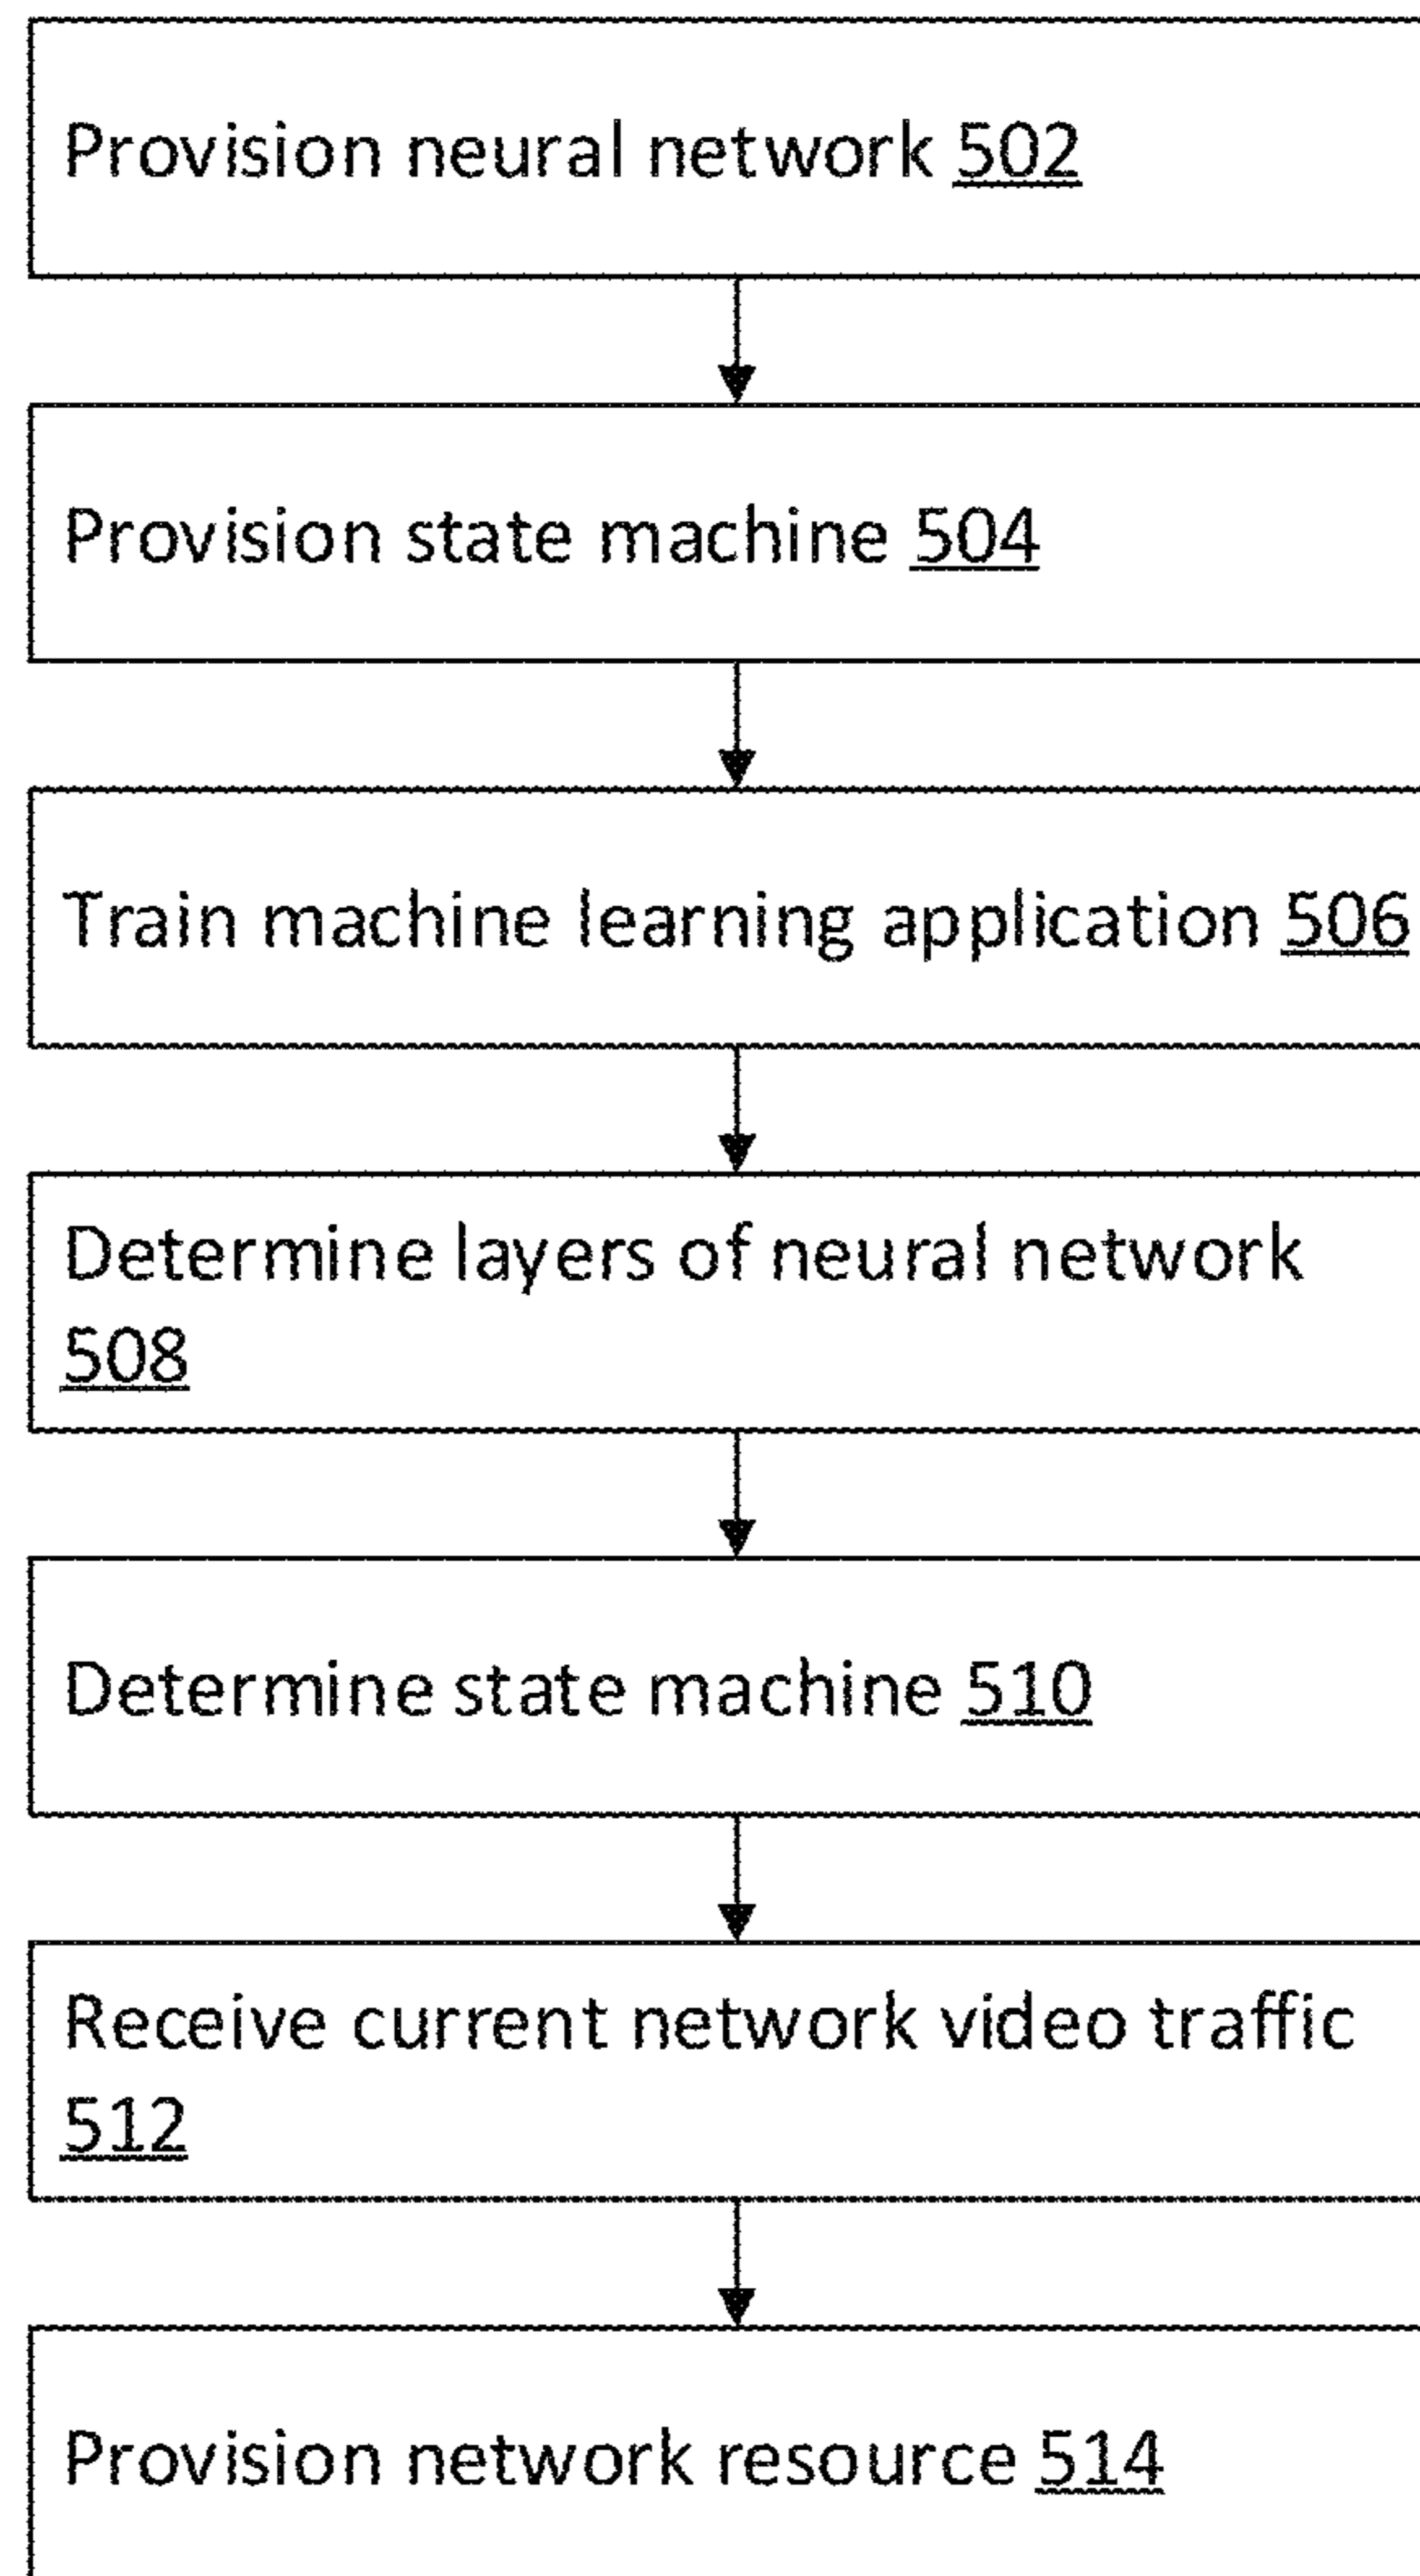 Provision neural network 502
Provision state machine 504
Train machine learning application 506
Determine layers of neural network
508
Determine state machine 510
Receive current network video traffic
512
Provision network resource 514